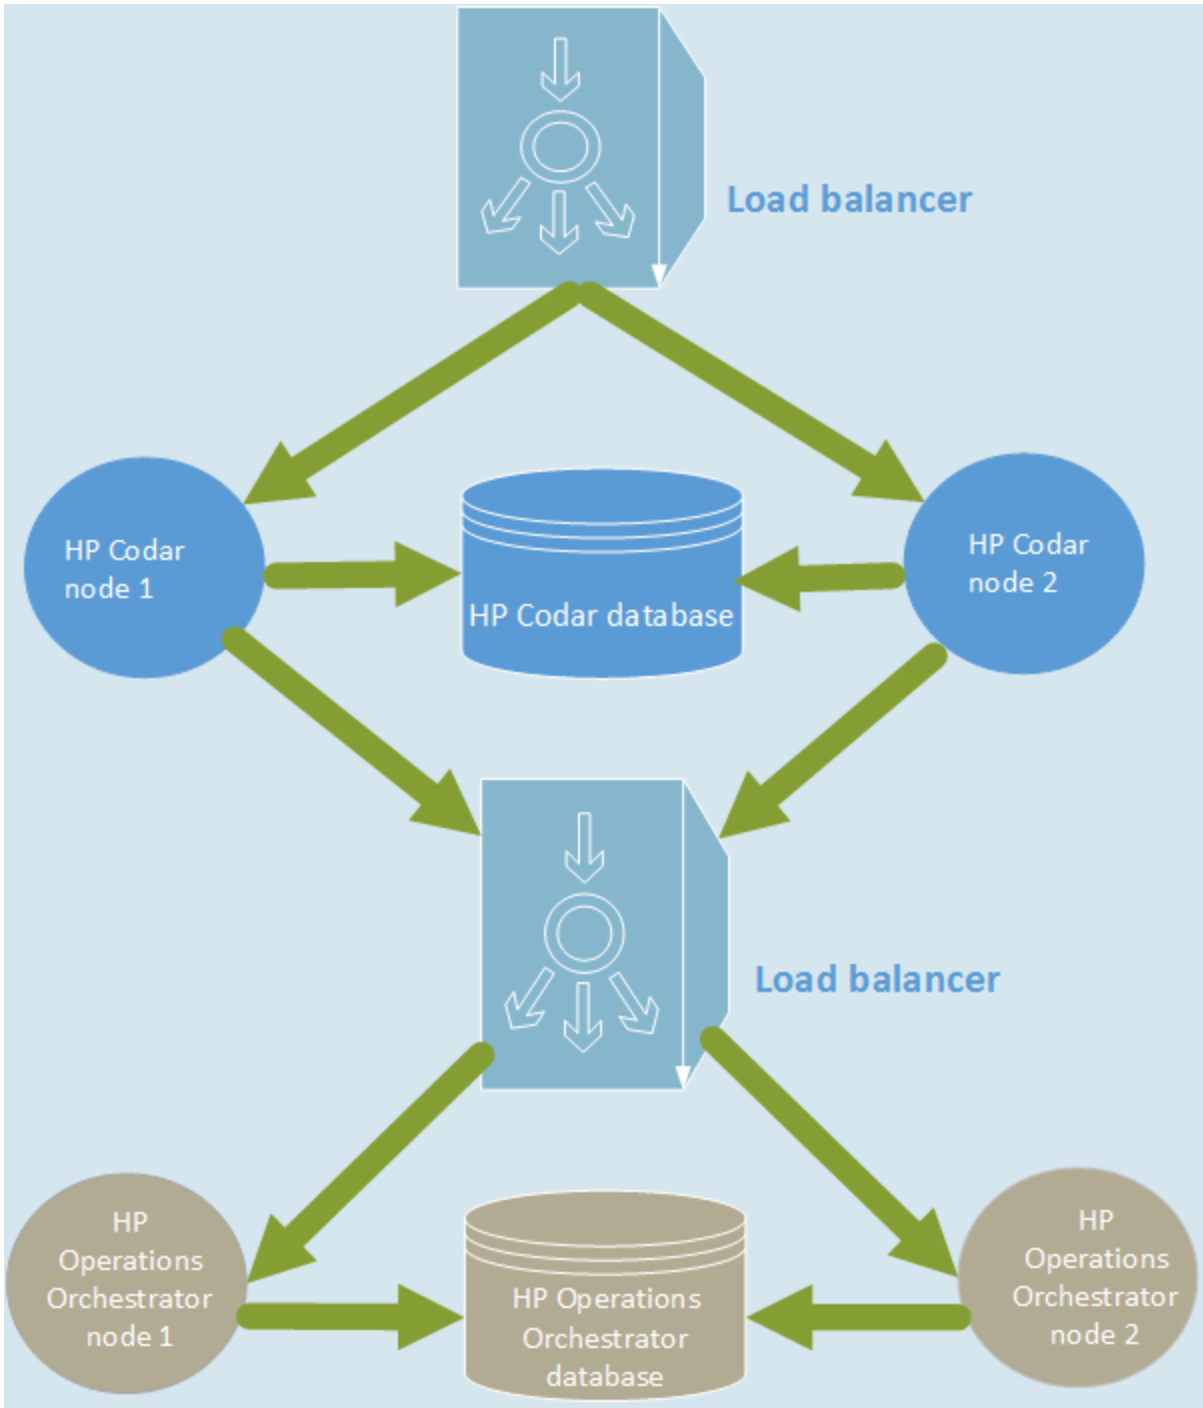 Load balancer
HP Codar
node 1
HP Codar database
HP Codar
node 2
Load balancer
HP
Operations
Orchestrator
node 1
HP Operations
Orchestrator
database
HP
Operations
Orchestrator
node 2